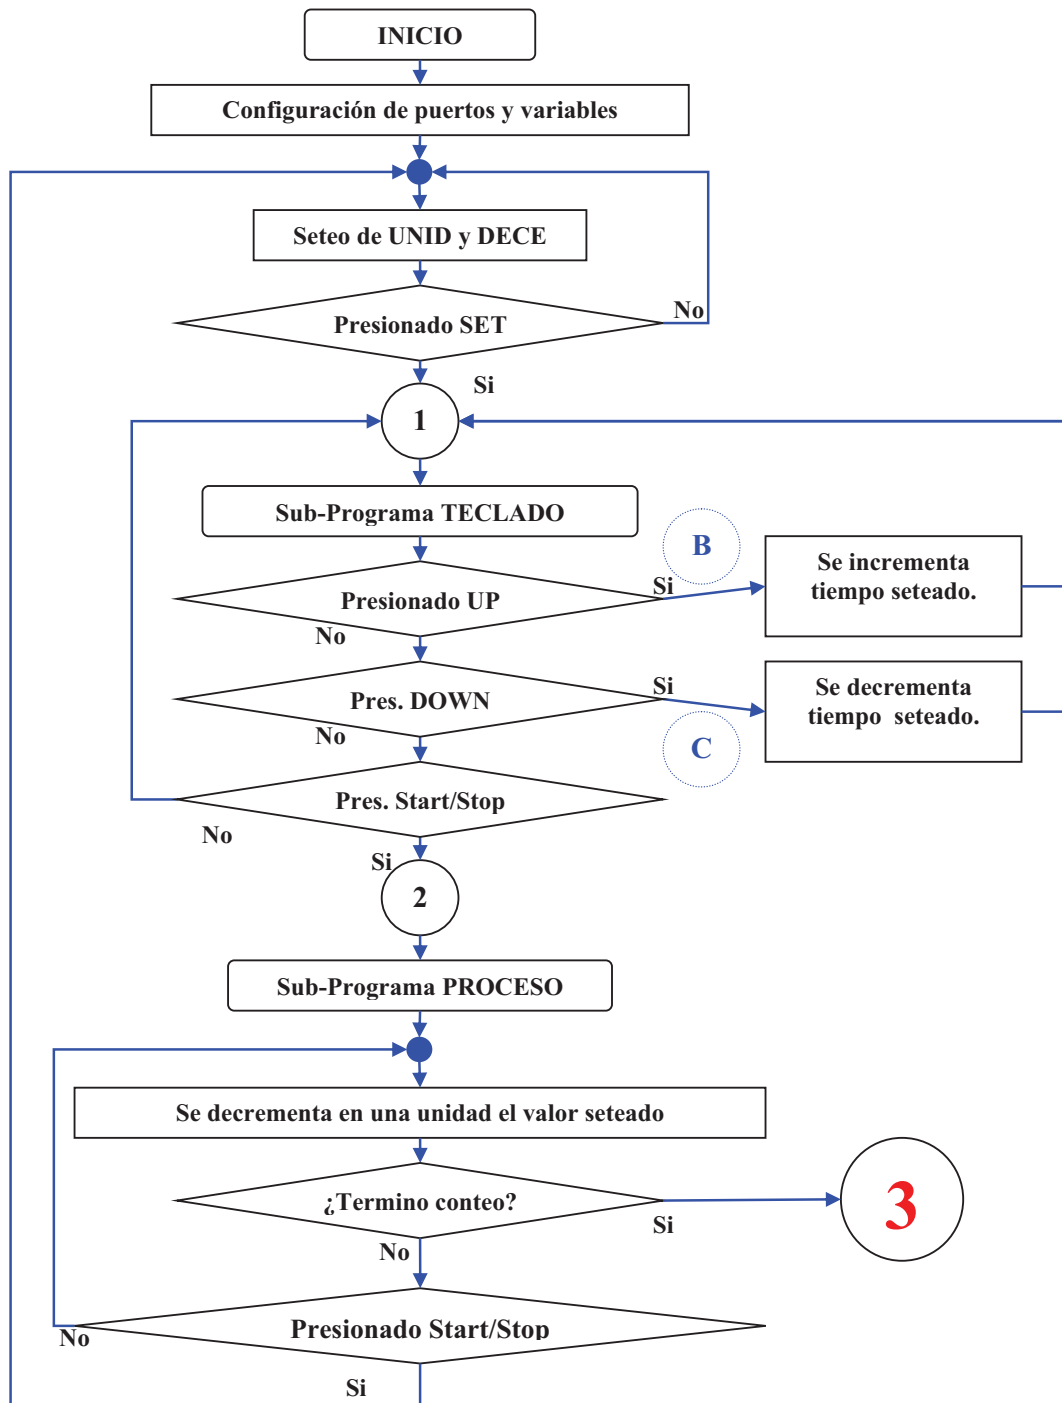 INICIO
Configuración de puertos y variables
Seteo de UNID y DECE
Presionado SET
No
Si
1
Sub-Programa TECLADO
B
Se incrementa
tiempo seteado.
Presionado UP
Si
No
Se decrementa
tiempo seteado.
Pres. DOWN
Si
No
C
Pres. Start/Stop
No
Si
2
Sub-Programa PROCESO
Se decrementa en una unidad el valor seteado
¿Termino conteo?
Si
3
No
Presionado Start/Stop
No
Si